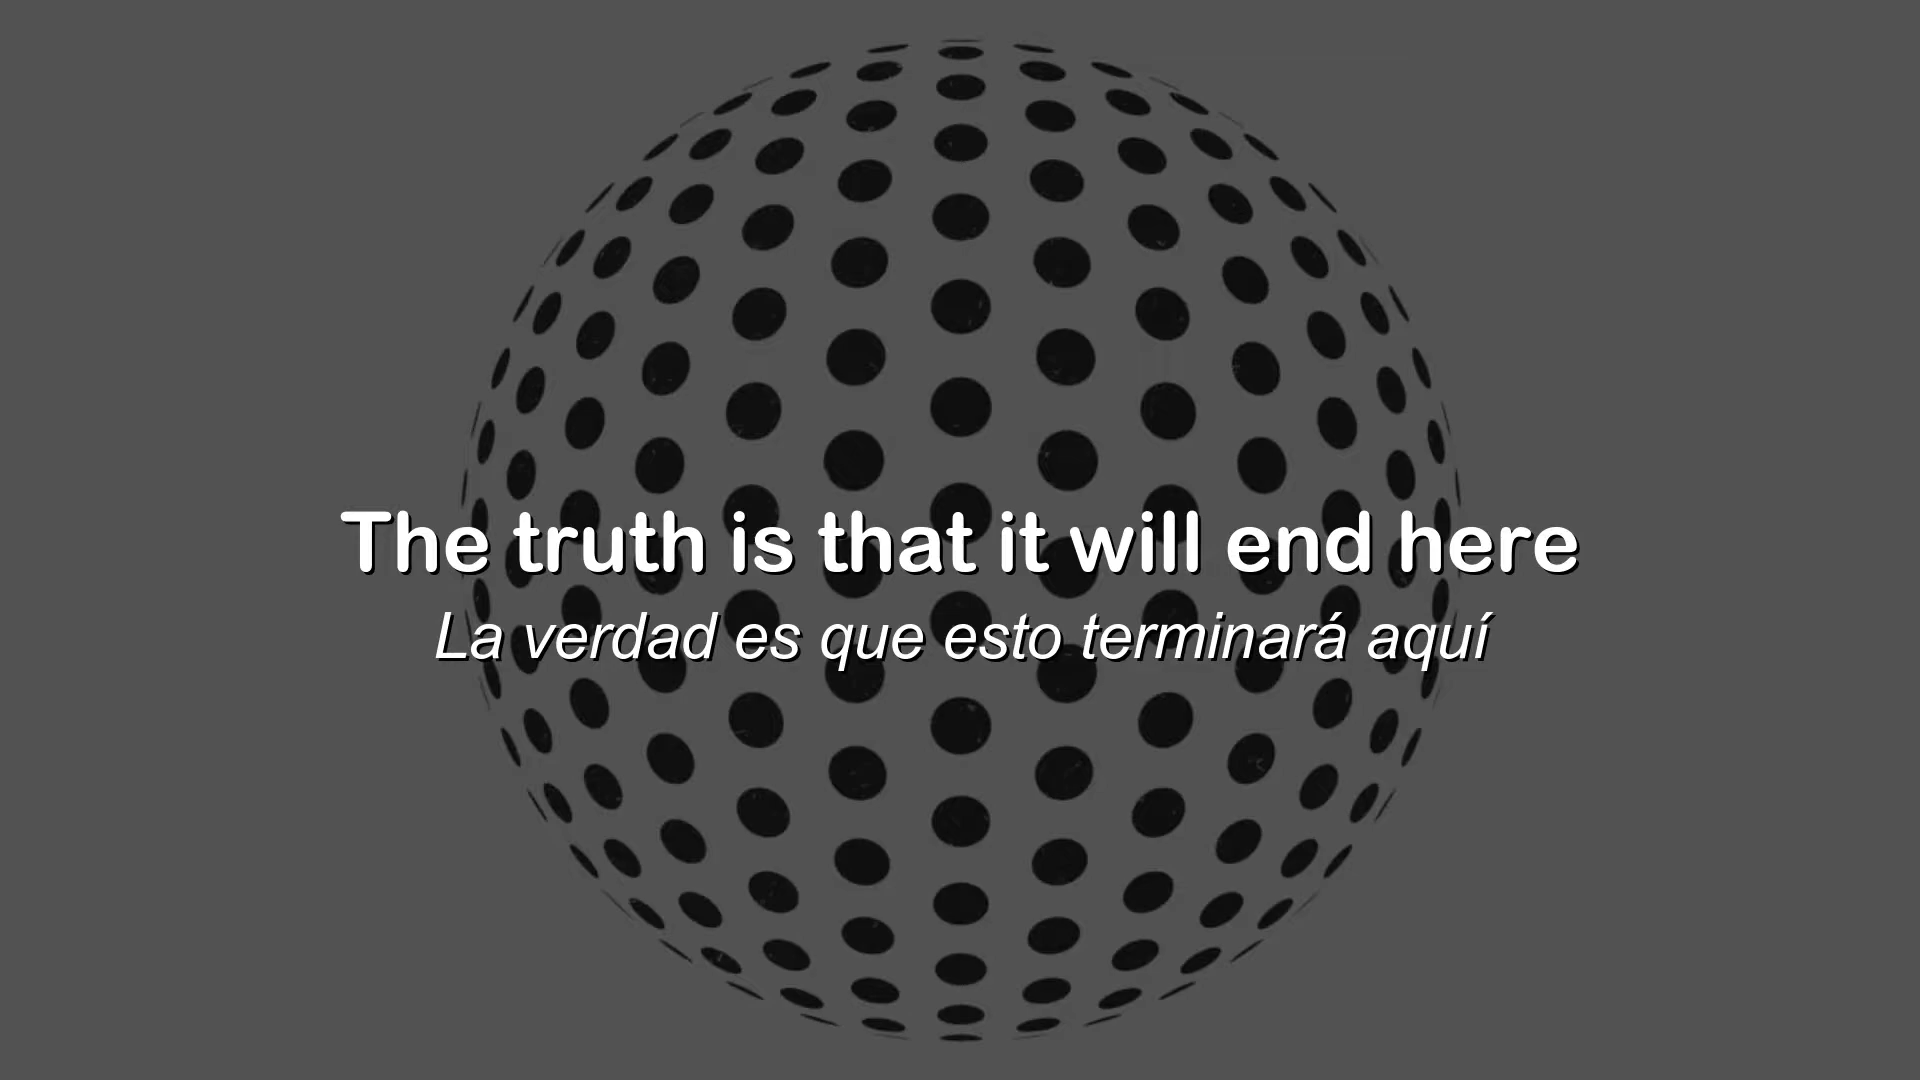 The truth is that it will end here
La verdad es que esto terminará aquí